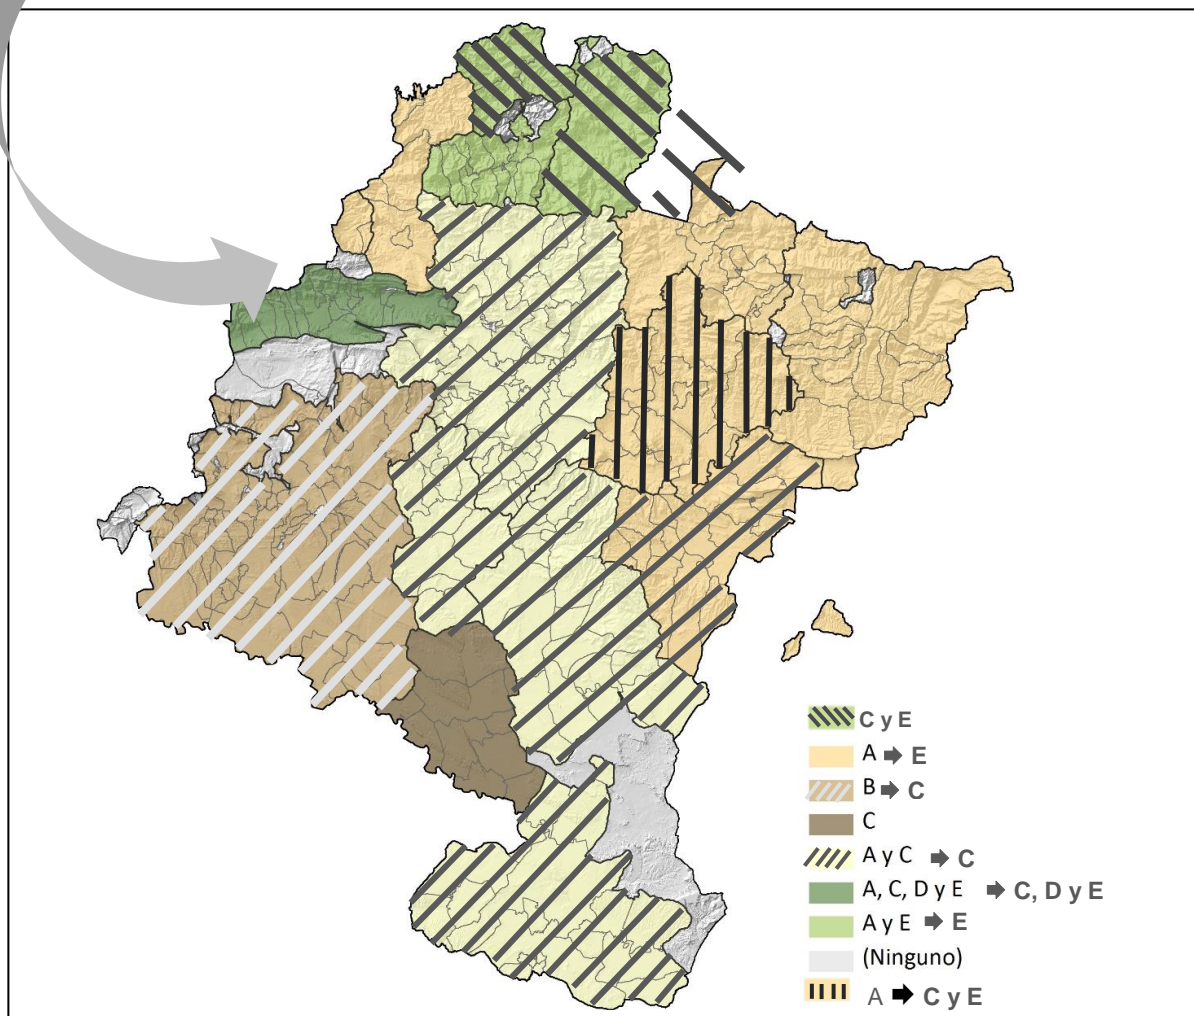 C y E
A ➡ E
B ➡ C
C
A y C ➡ C
A, C, D y E ➡ C, D y E
A y E ➡ E
(Ninguno)
A ➡ C y E